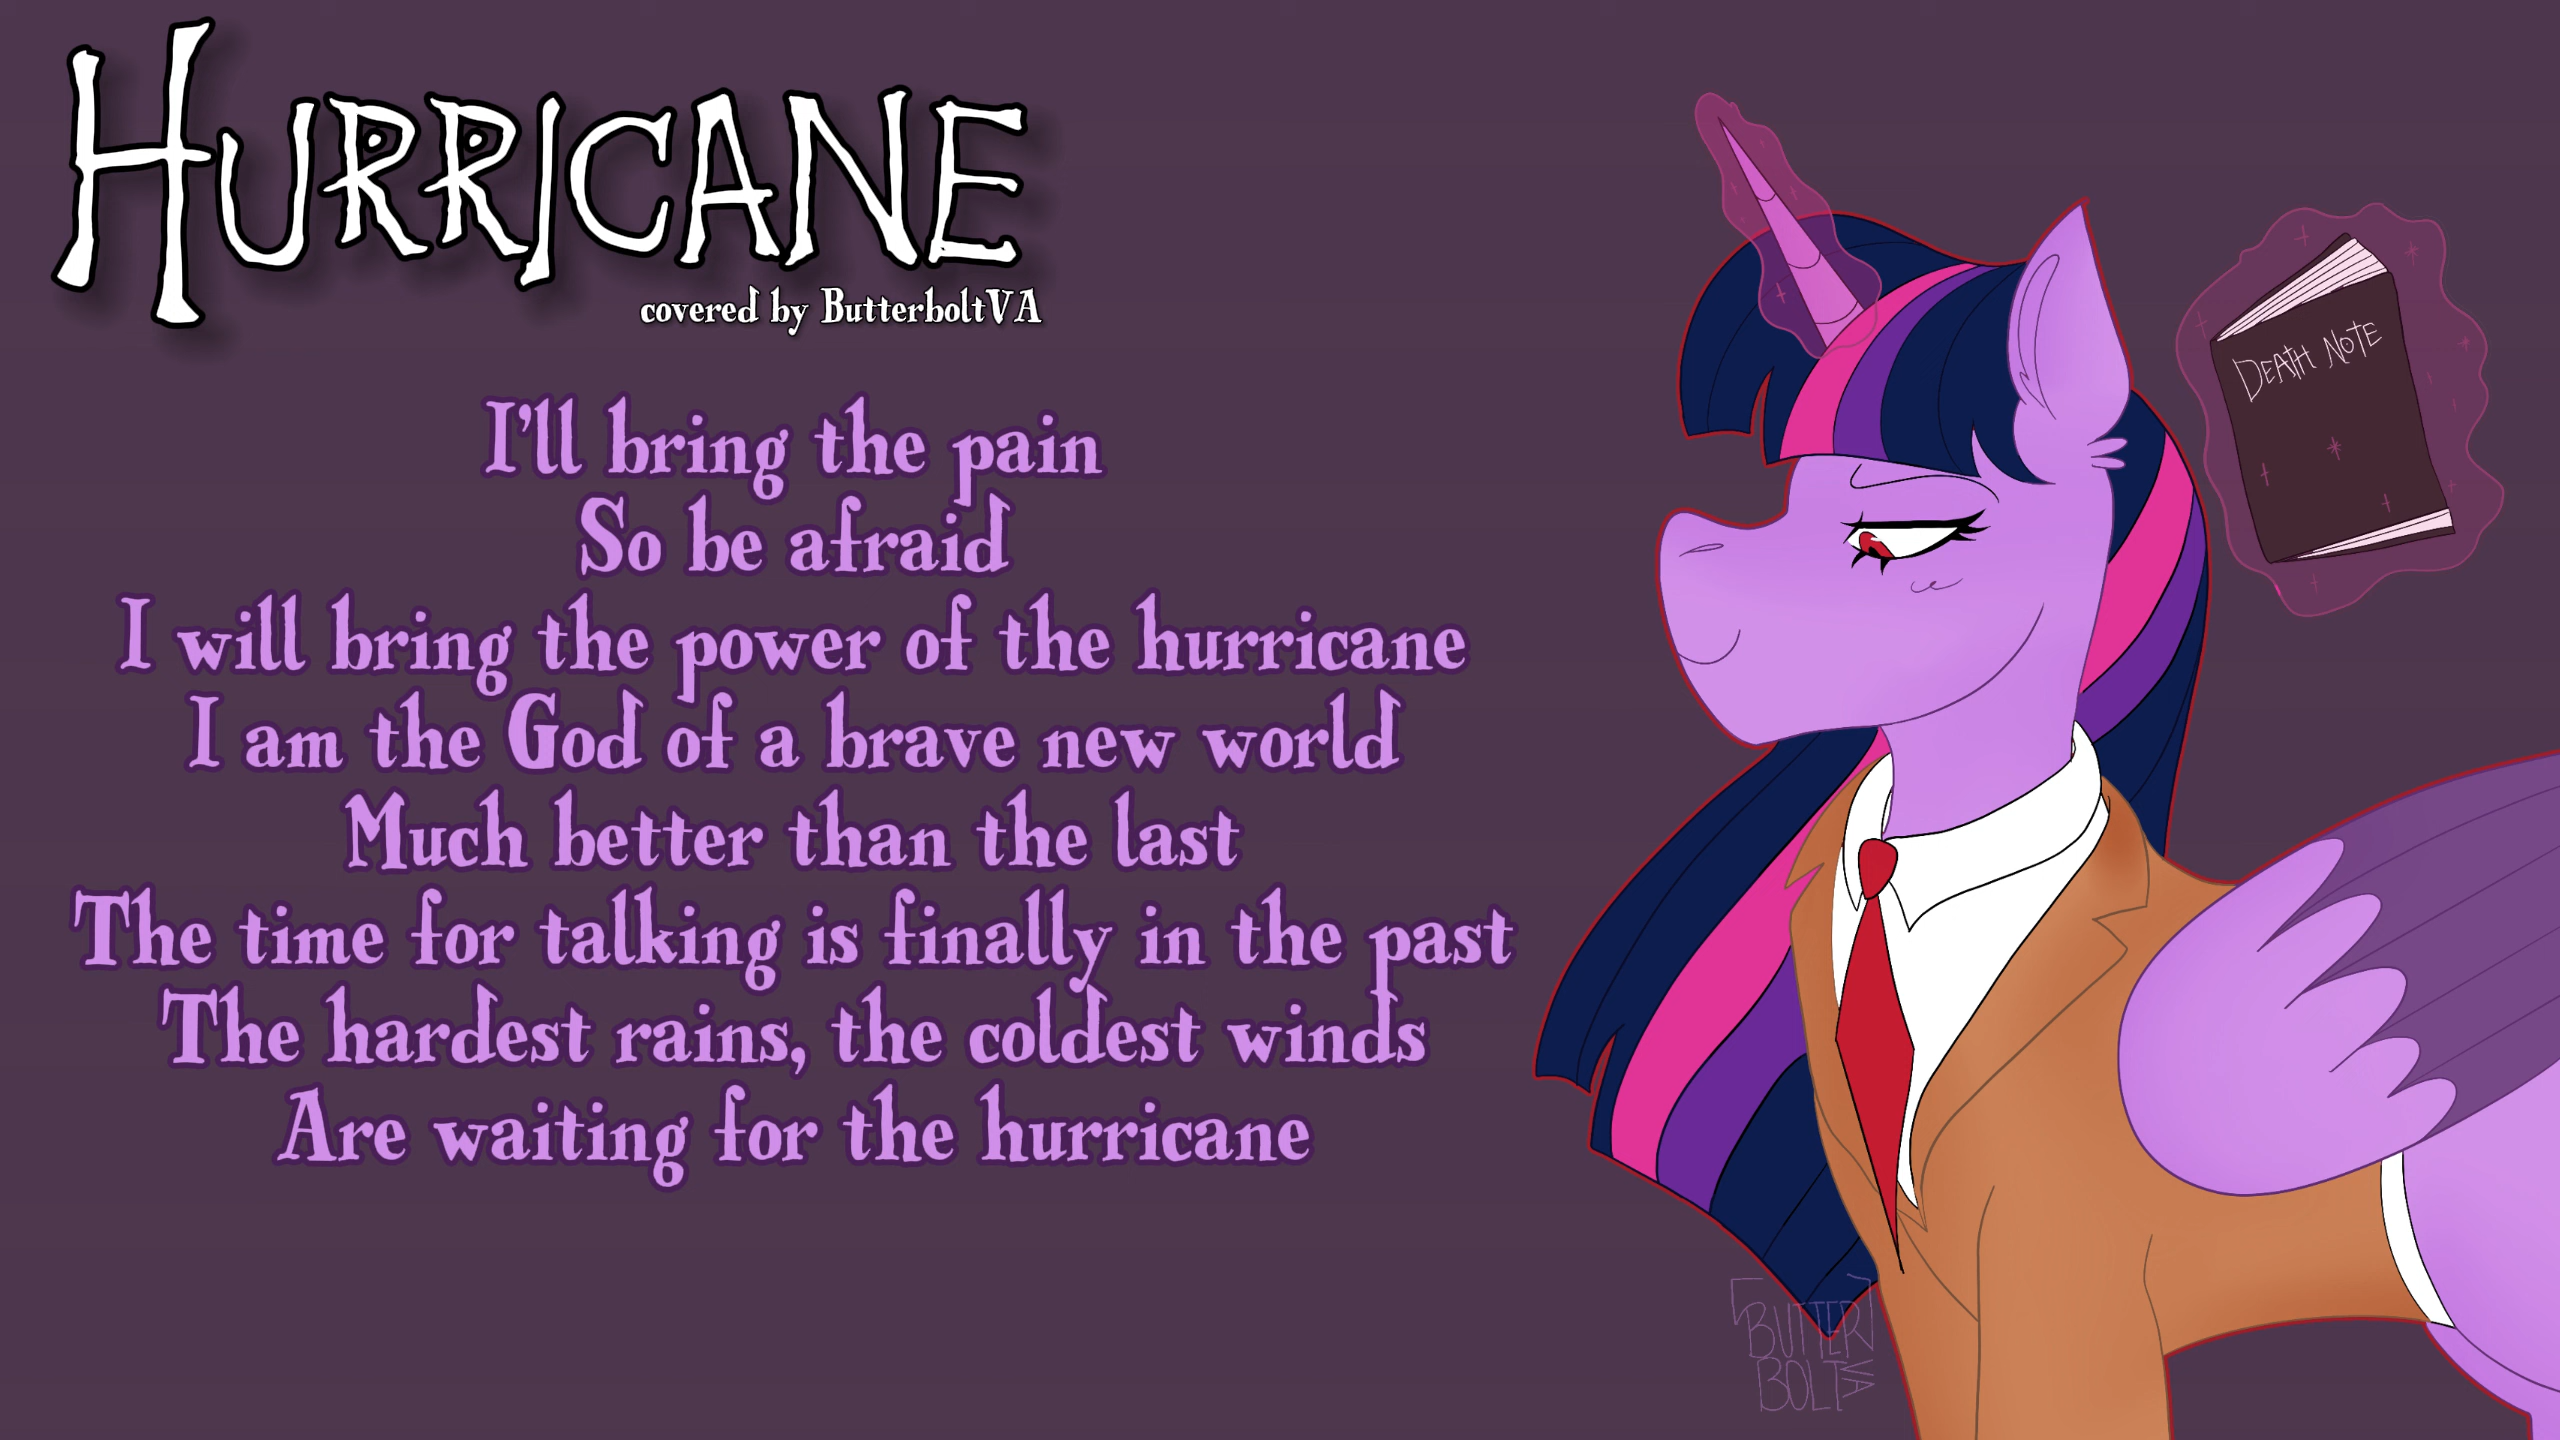 HURRICANE
covered by ButterboltVA
I'll bring the pain
So be afraid
I will bring the power of the hurricane
I am the God of a brave new world
Much better than the last
The time for talking is finally in the past
The hardest rains, the coldest winds
Are waiting for the hurricane
DEATH NOTE
BUTTER
BOLT VA